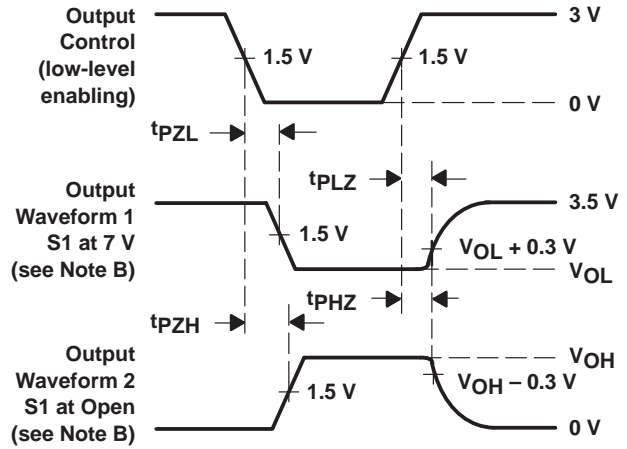 Output
Control
(low-level
enabling)
3 V
1.5 V
1.5 V
0 V
tPZL
tPLZ
Output
Waveform 1
S1 at 7 V
(see Note B)
3.5 V
1.5 V
VOL + 0.3 V
VOL
tPZH
tPHZ
Output
Waveform 2
S1 at Open
(see Note B)
VOH
1.5 V
VOH – 0.3 V
0 V